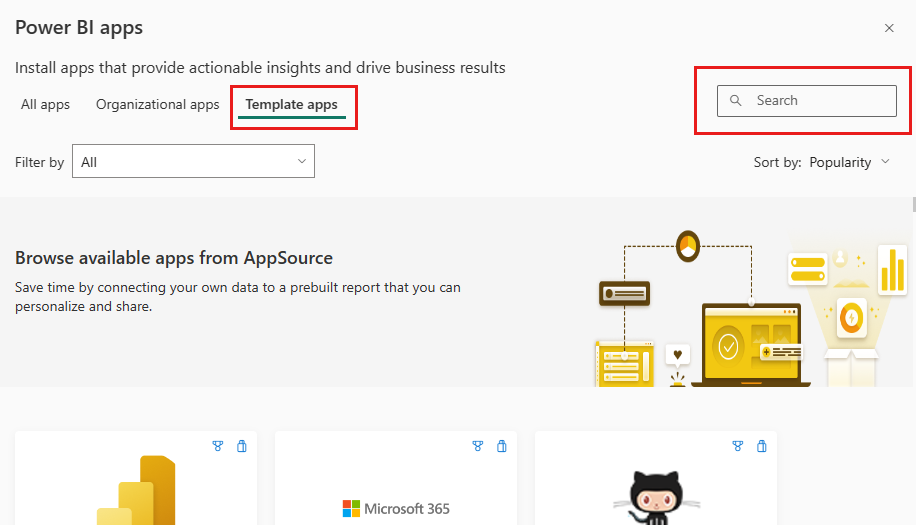 Power BI apps
Install apps that provide actionable insights and drive business results
All apps
Organizational apps
Template apps
Search
Filter by
All
Sort by:
Popularity
Browse available apps from AppSource
Save time by connecting your own data to a prebuilt report that you can
personalize and share.
Microsoft 365